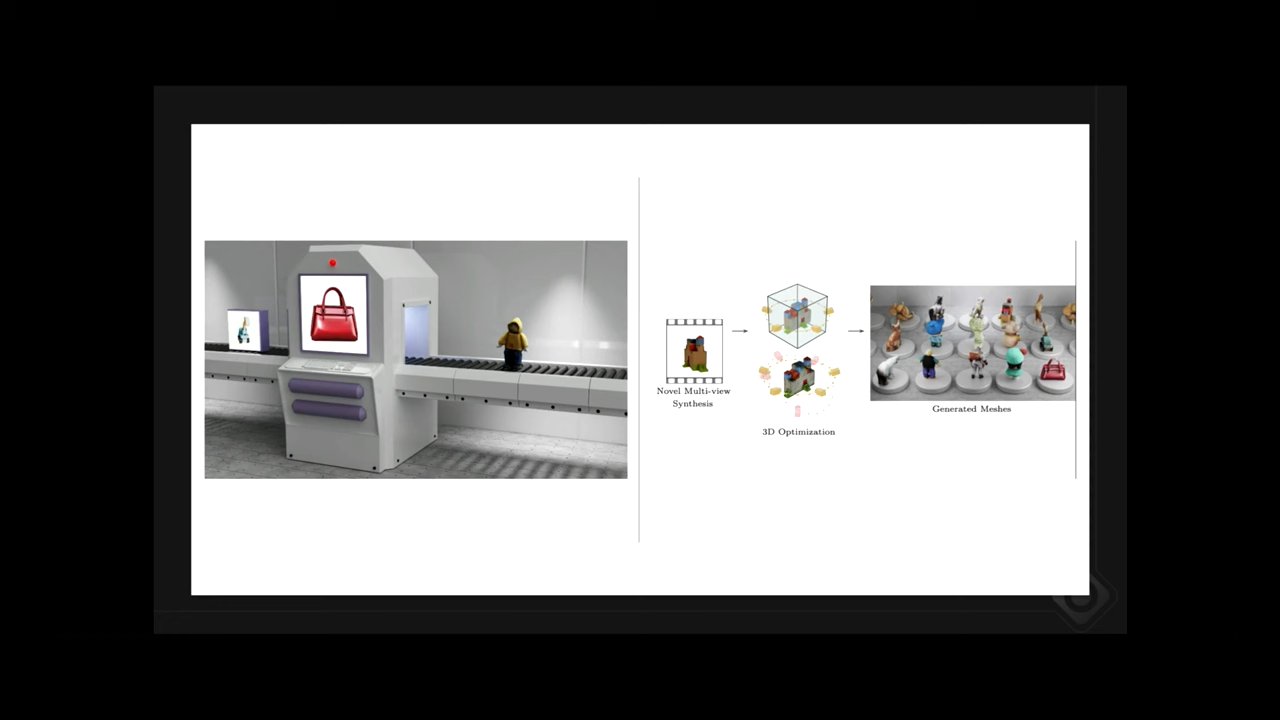 Novel Multi-view
Synthesis
3D Optimization
Generated Meshes